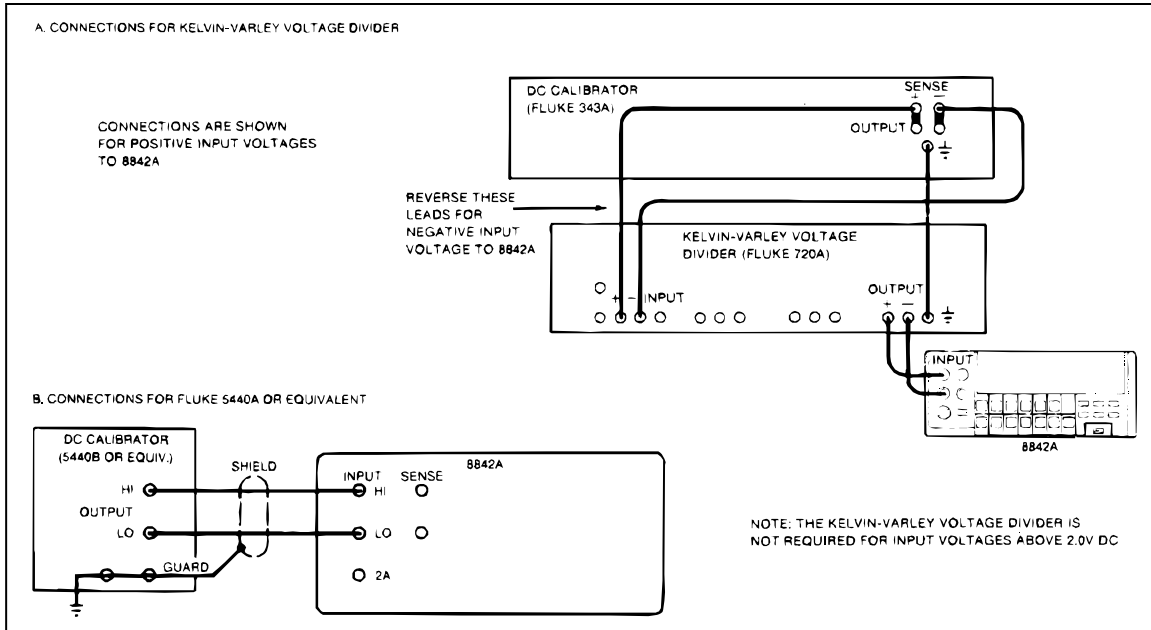 A. CONNECTIONS FOR KELVIN-VARLEY VOLTAGE DIVIDER
CONNECTIONS ARE SHOWN
FOR POSITIVE INPUT VOLTAGES
TO 8842A
DC CALIBRATOR
(FLUKE 343A)
SENSE
+ –
OUTPUT
REVERSE THESE
LEADS FOR
NEGATIVE INPUT
VOLTAGE TO 8842A
KELVIN-VARLEY VOLTAGE
DIVIDER (FLUKE 720A)
+ – INPUT
OUTPUT
+ –
INPUT
8842A
B. CONNECTIONS FOR FLUKE 5440A OR EQUIVALENT
DC CALIBRATOR
(5440B OR EQUIV.)
HI
OUTPUT
LO
GUARD
SHIELD
8842A
INPUT SENSE
HI
LO
2A
NOTE: THE KELVIN-VARLEY VOLTAGE DIVIDER IS
NOT REQUIRED FOR INPUT VOLTAGES ABOVE 2.0V DC